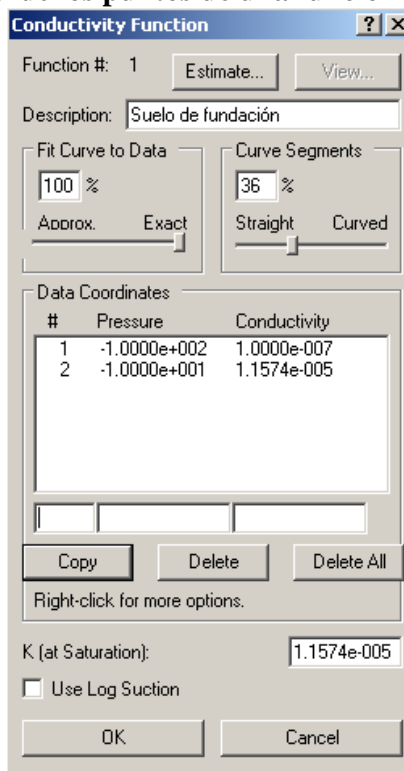 Conductivity Function ? x
Function #: 1 Estimate... View...
Description: Suelo de fundación
Fit Curve to Data
100 %
Approx. Exact
Curve Segments
36 %
Straight Curved
Data Coordinates
# Pressure Conductivity
1 -1.0000e+002 1.0000e-007
2 -1.0000e+001 1.1574e-005
Copy Delete Delete All
Right-click for more options.
K (at Saturation): 1.1574e-005
Use Log Suction
OK Cancel